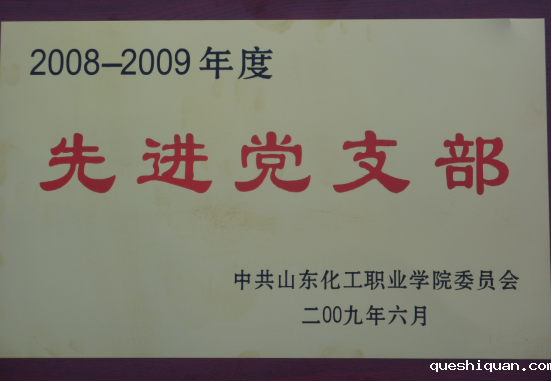 2008-2009年度
先进党支部
中共山东化工职业学院委员会
二00九年六月
queshiquan.com